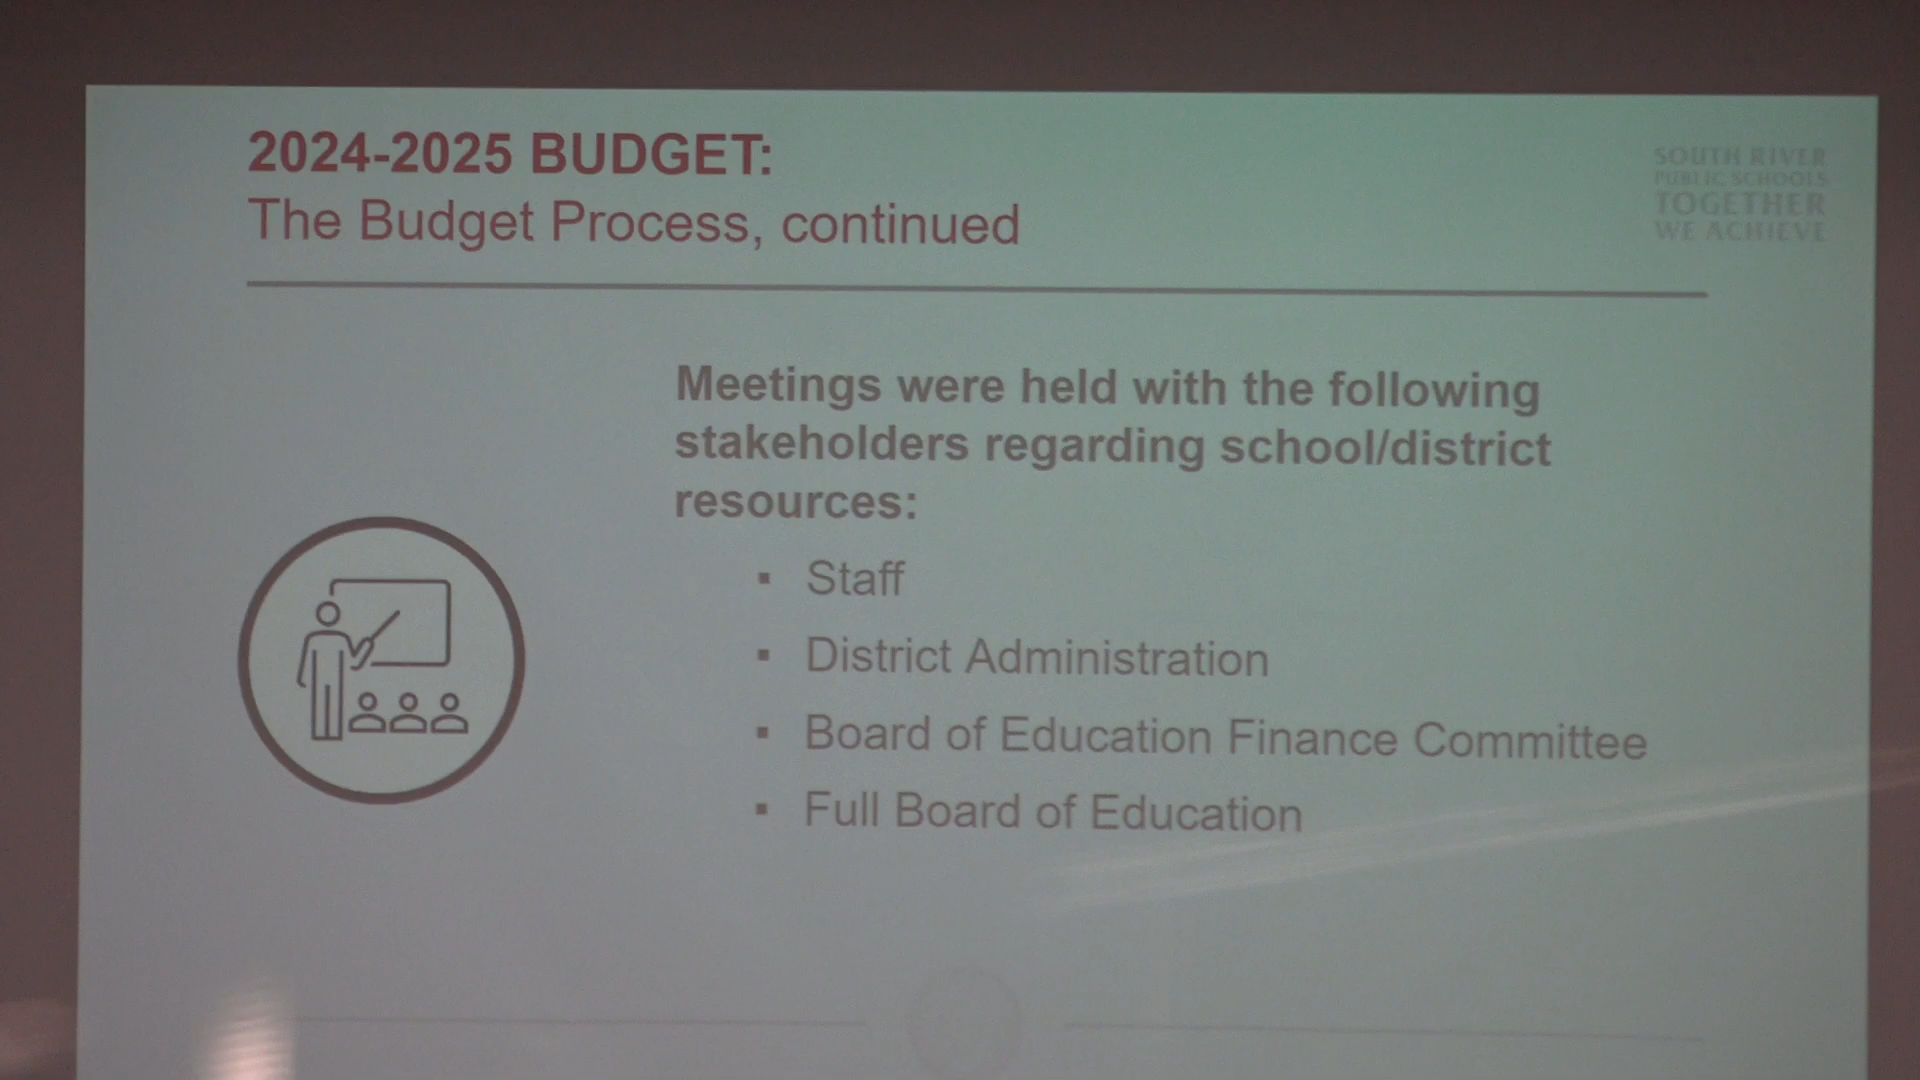 2024-2025 BUDGET:
The Budget Process, continued
SOUTH RIVER
PUBLIC SCHOOLS
TOGETHER
WE ACHIEVE
Meetings were held with the following
stakeholders regarding school/district
resources:
▪ Staff
▪ District Administration
▪ Board of Education Finance Committee
▪ Full Board of Education